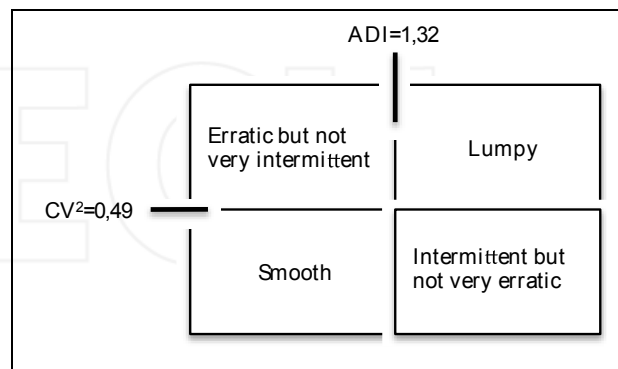 ADI=1,32
Erratic but not
very intermittent
Lumpy
CV²=0,49
Smooth
Intermittent but
not very erratic